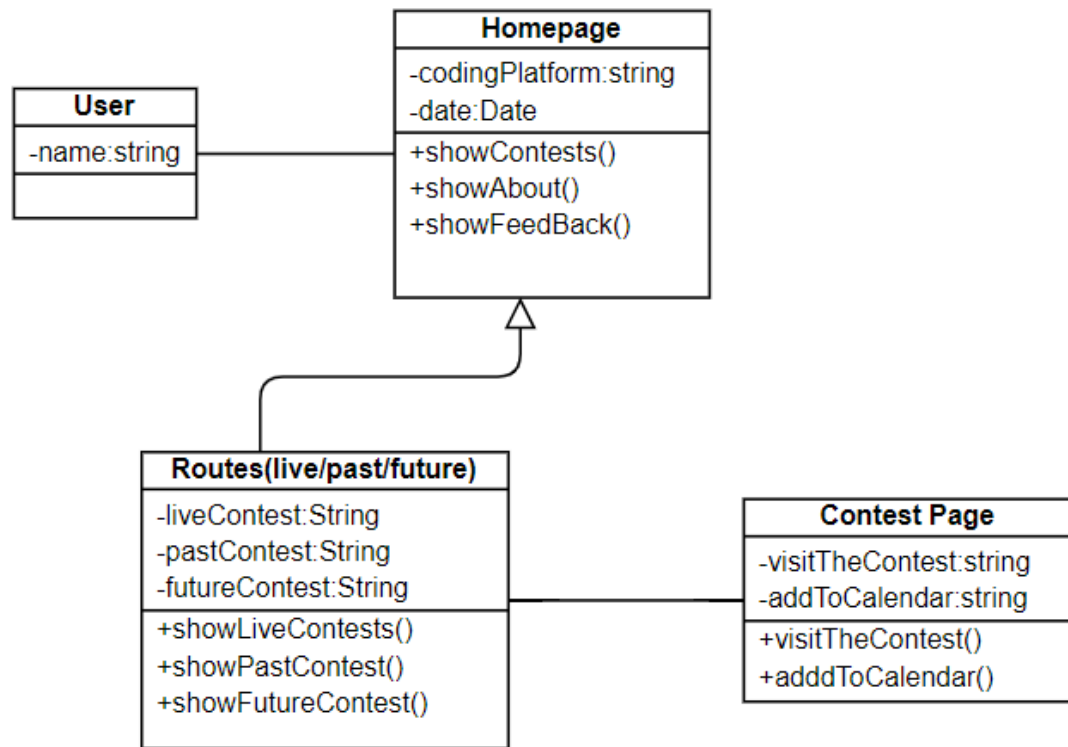 Homepage
-codingPlatform:string
-date:Date
+showContests()
+showAbout()
+showFeedBack()
User
-name:string
Routes(live/past/future)
-liveContest:String
-pastContest:String
-futureContest:String
+showLiveContests()
+showPastContest()
+showFutureContest()
Contest Page
-visitTheContest:string
-addToCalendar:string
+visitTheContest()
+adddToCalendar()